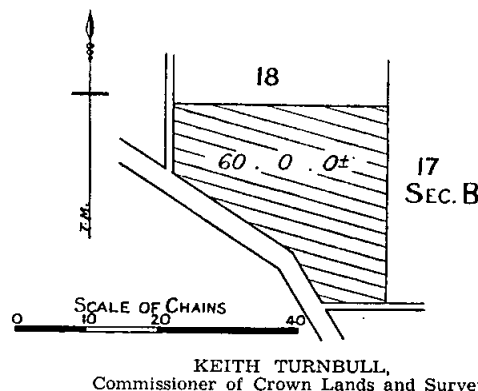 18
60 . 0 . 0±
17
SEC. B
T.M.
SCALE OF CHAINS
0 10 20 40
KEITH TURNBULL,
Commissioner of Crown Lands and Survey